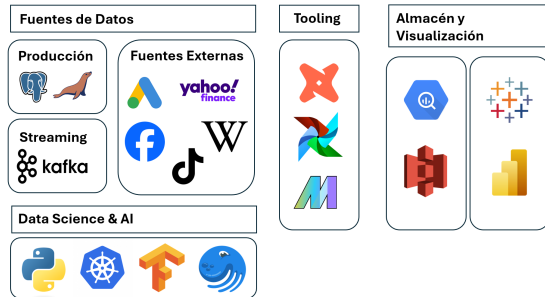 Fuentes de Datos
Producción
Fuentes Externas
yahoo!
finance
W
Streaming
kafka
Data Science & AI
Tooling
Almacén y
Visualización